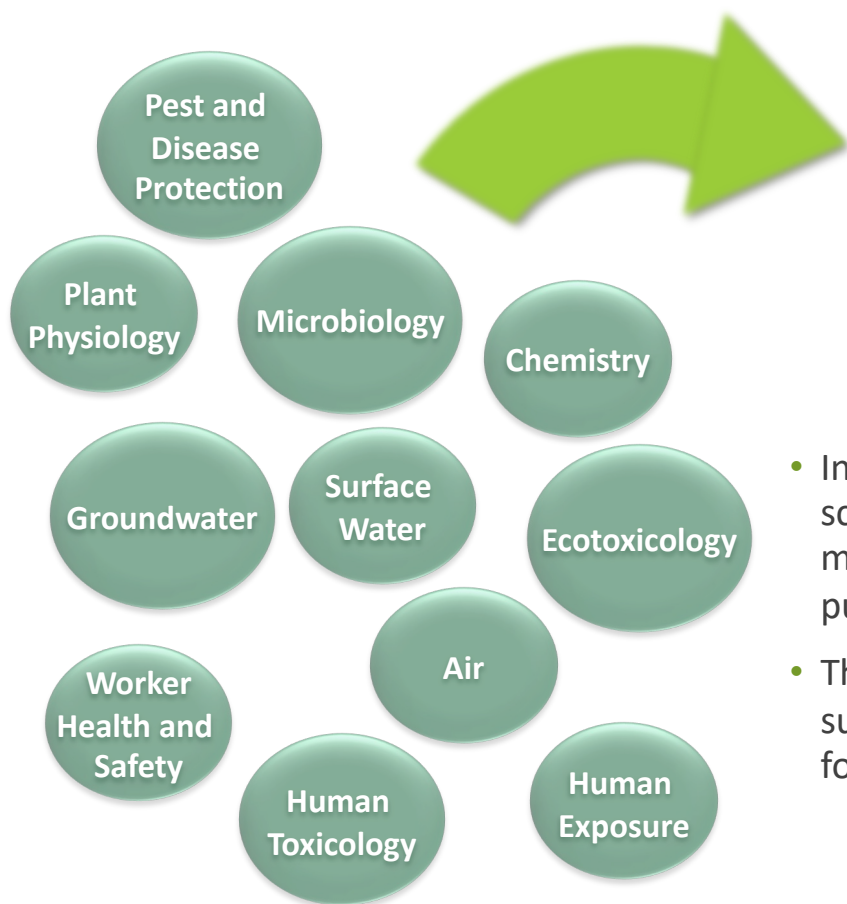 Pest and
Disease
Protection
Plant
Physiology
Microbiology
Chemistry
Groundwater
Surface
Water
Ecotoxicology
Air
Worker
Health and
Safety
Human
Toxicology
Human
Exposure
• In
•